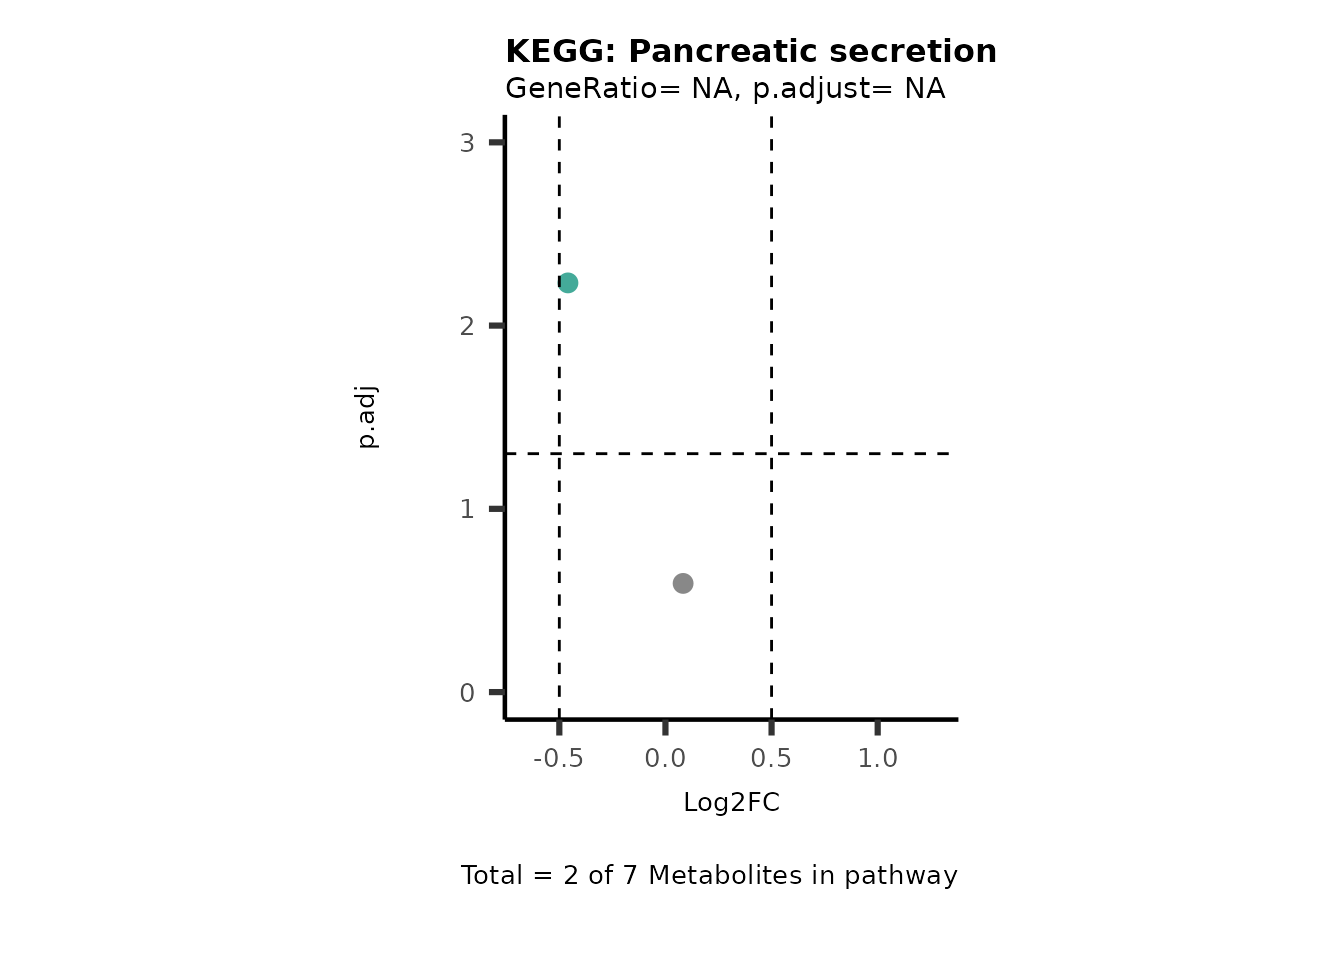 KEGG: Pancreatic secretion
GeneRatio= NA, p.adjust= NA
3
2
1
0
p.adj
-0.5
0.0
0.5
1.0
Log2FC
Total = 2 of 7 Metabolites in pathway